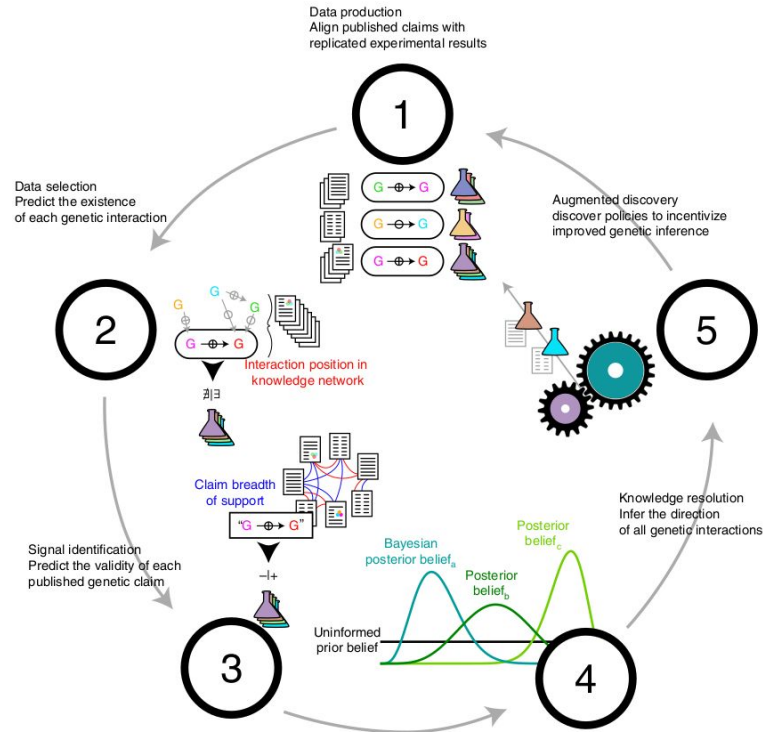 Data production
Align published claims with
replicated experimental results
1
G ⊕ G
G ⊖ G
G ⊕ G
Data selection
Predict the existence
of each genetic interaction
Augmented discovery
discover policies to incentivize
improved genetic inference
2
5
G
G
G
G ⊕ G
Interaction position in
knowledge network
∄|∃
Claim breadth
of support
"G ⊕ G"
−|+
Signal identification
Predict the validity of each
published genetic claim
3
Knowledge resolution
Infer the direction
of all genetic interactions
Bayesian
posterior beliefa
Posterior
beliefb
Posterior
beliefc
Uninformed
prior belief
4